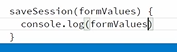 saveSession(formValues) {
  console.log(formValues)
}